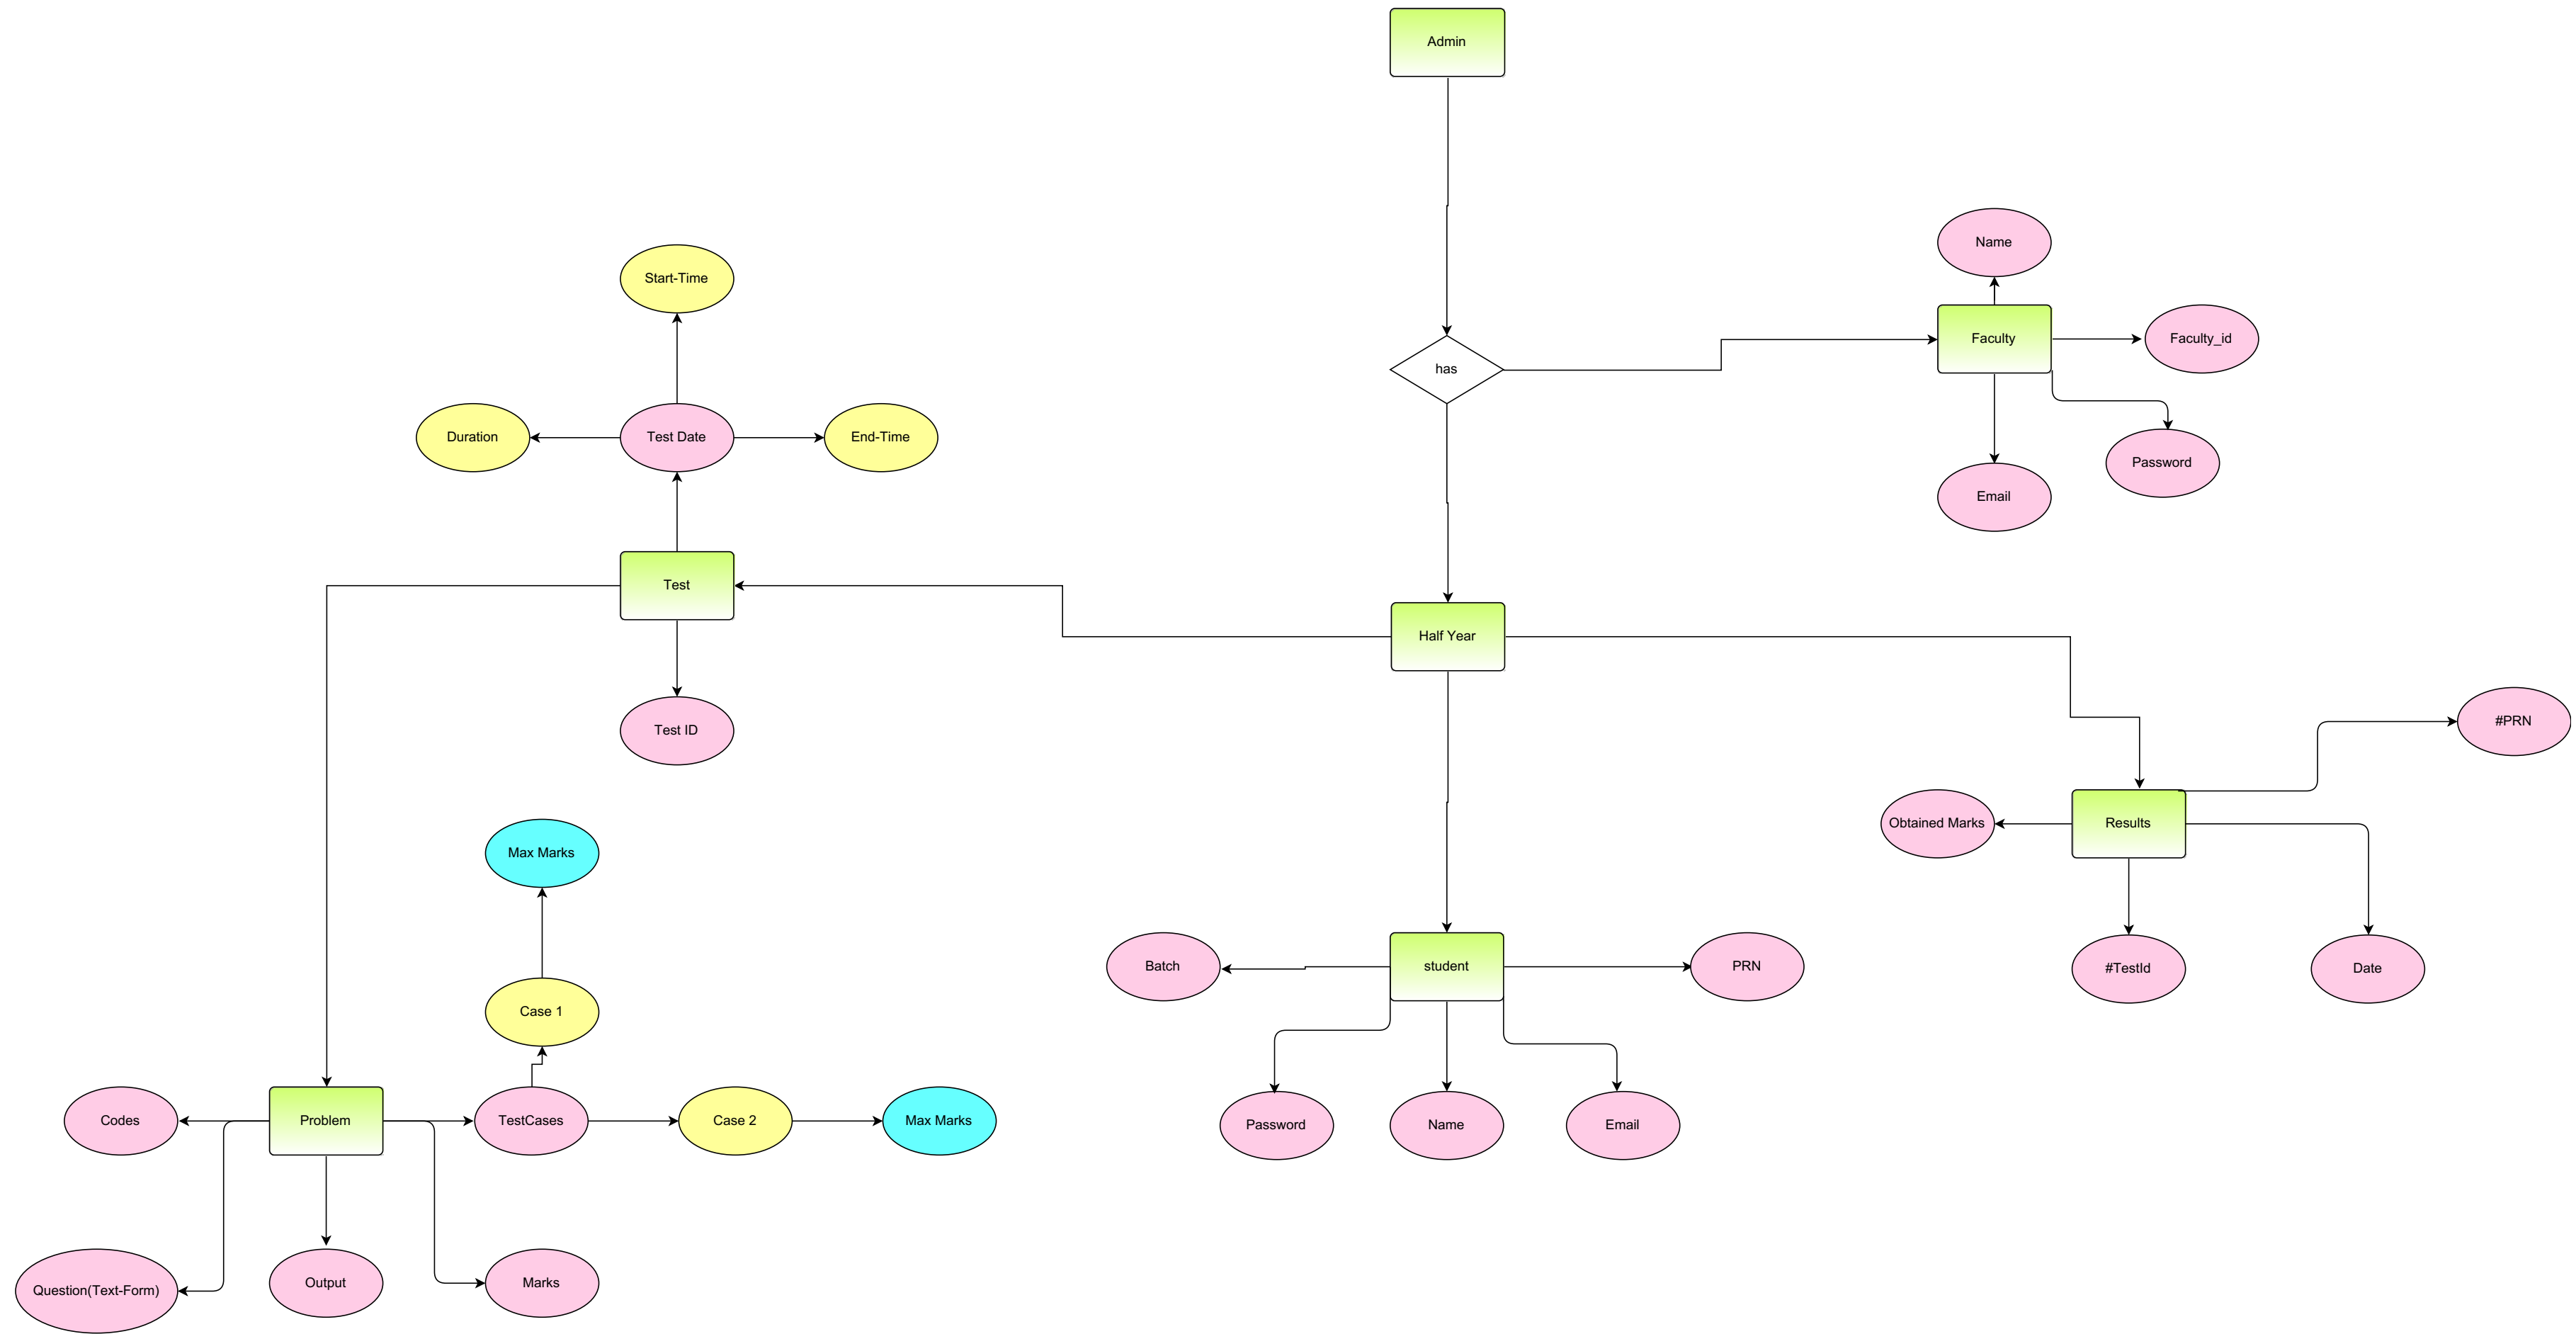 Admin
Name
Start-Time
Faculty
Faculty_id
has
Duration
Test Date
End-Time
Password
Email
Test
Half Year
#PRN
Test ID
Obtained Marks
Results
Max Marks
Batch
student
PRN
#TestId
Date
Case 1
Codes
Problem
TestCases
Case 2
Max Marks
Password
Name
Email
Question(Text-Form)
Output
Marks